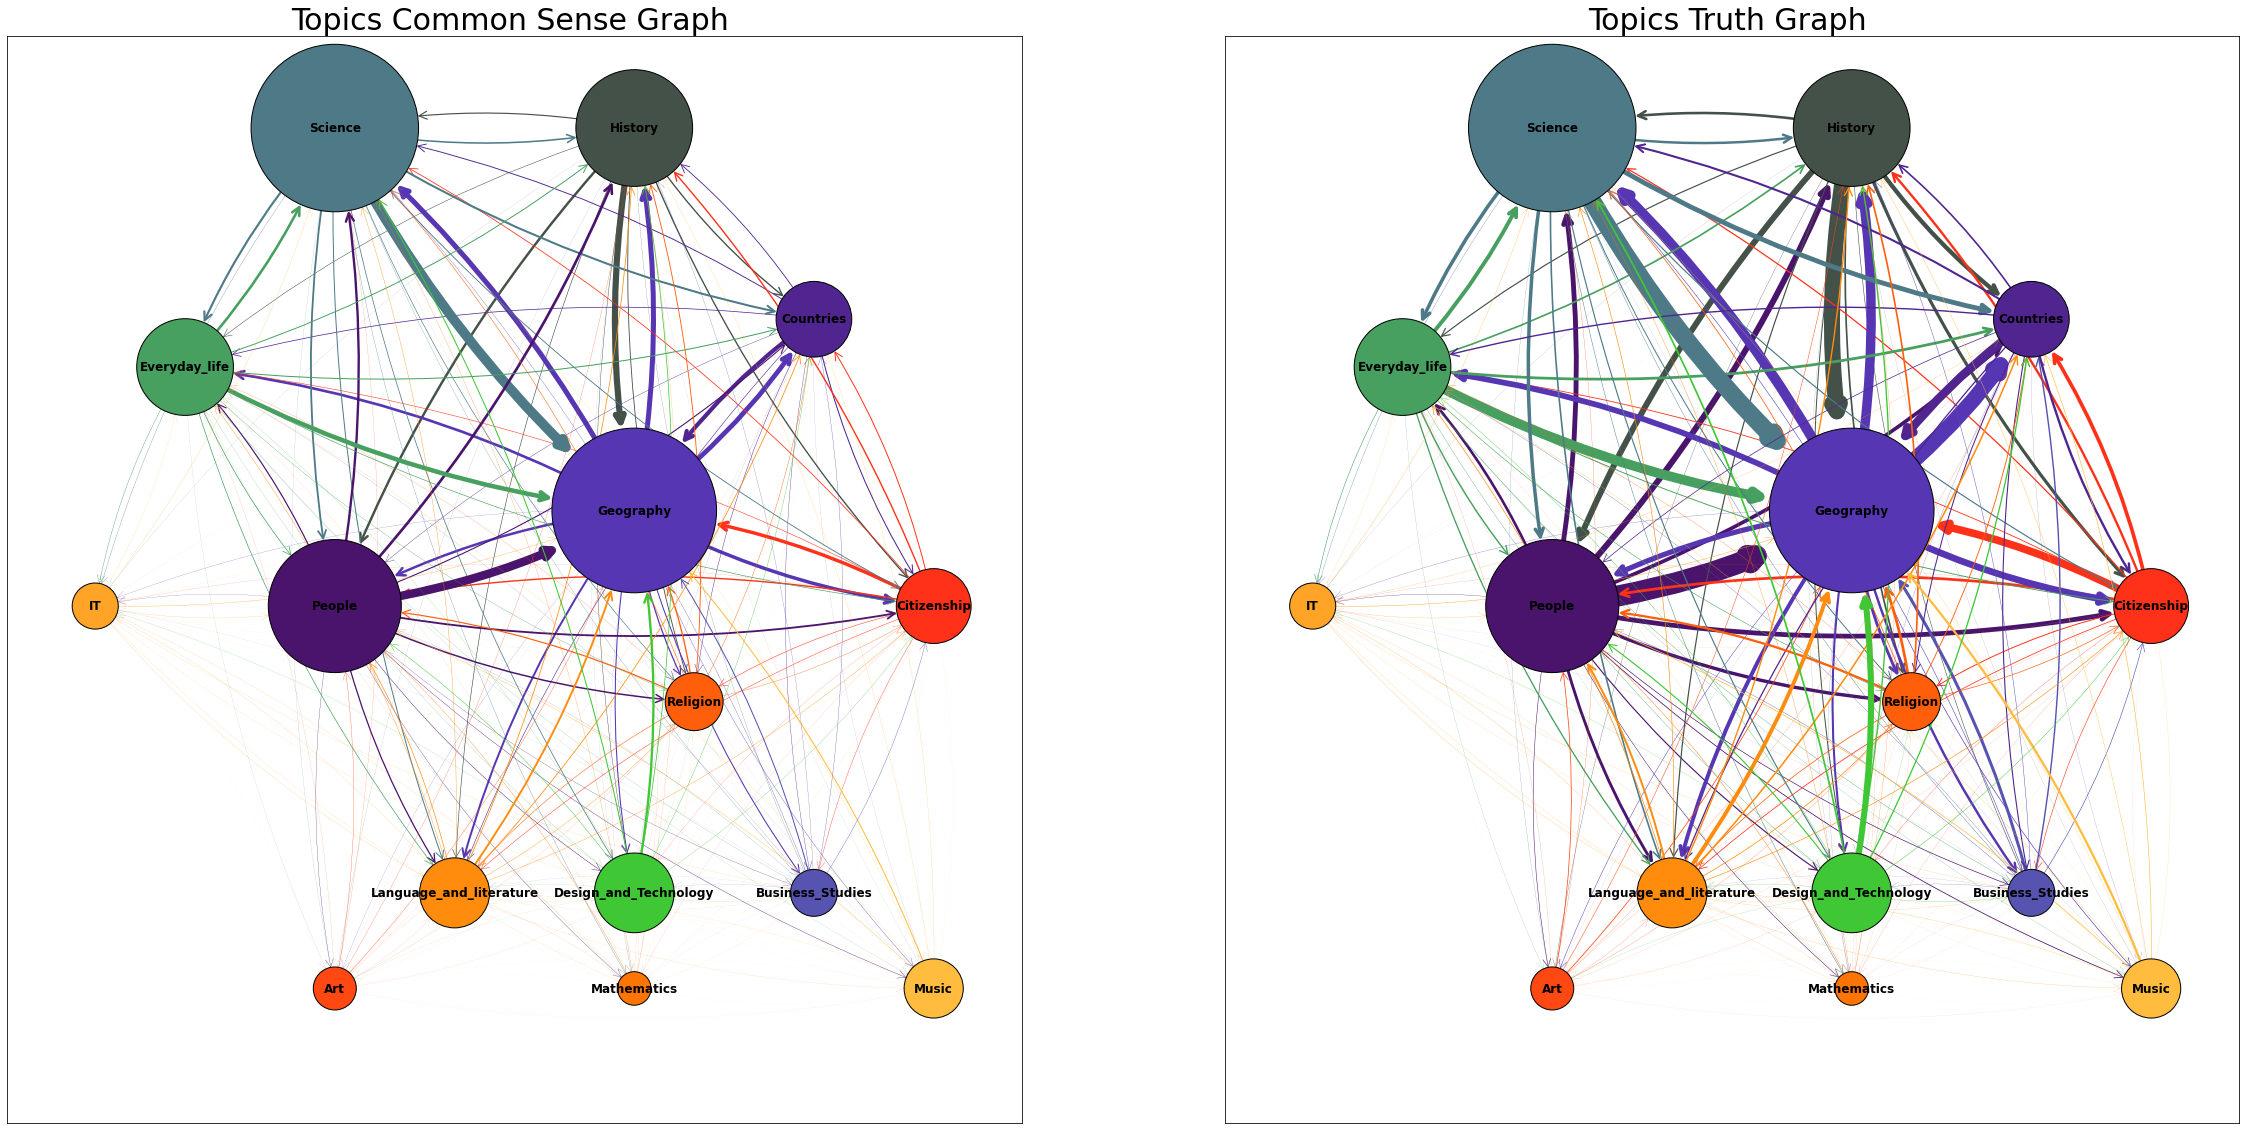 Topics Common Sense Graph
Science
History
Countries
Everyday_life
Geography
IT
People
Citizenship
Religion
Language_and_literature
Design_and_Technology
Business_Studies
Art
Mathematics
Music
Topics Truth Graph
Science
History
Countries
Everyday_life
Geography
IT
People
Citizenship
Religion
Language_and_literature
Design_and_Technology
Business_Studies
Art
Mathematics
Music